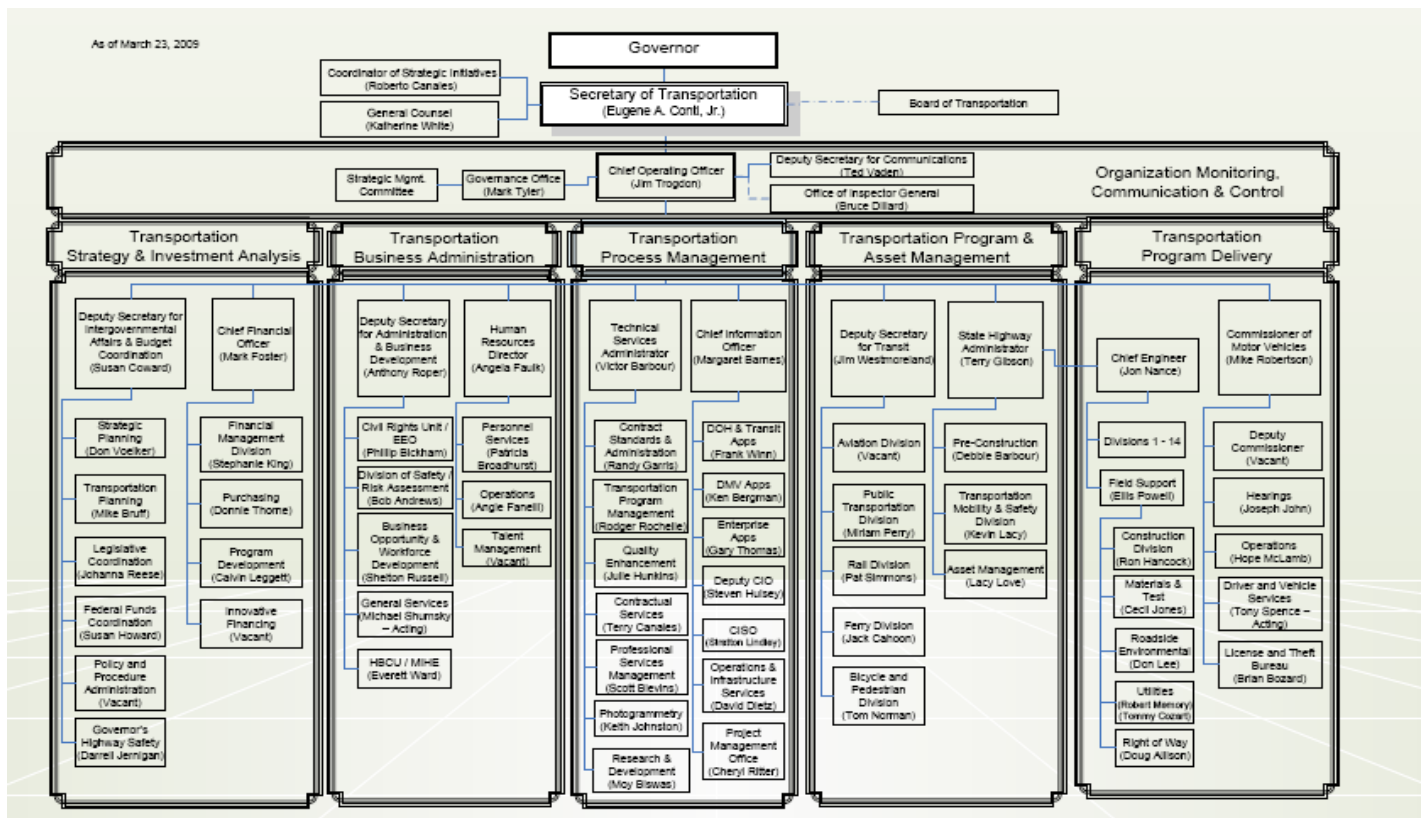 As of March 23, 2009
Governor
Coordinator of Strategic Initiatives
(Roberto Canales)
General Counsel
(Katherine White)
Secretary of Transportation
(Eugene A. Conti, Jr.)
Board of Transportation
Strategic Mgmt.
Committee
Governance Office
(Mark Tyler)
Chief Operating Officer
(Jim Trogdon)
Deputy Secretary for Communications
(Ted Vaden)
Office of Inspector General
(Bruce Dillard)
Organization Monitoring,
Communication & Control
Transportation
Strategy & Investment Analysis
Deputy Secretary for
Intergovernmental
Affairs & Budget
Coordination
(Susan Coward)
Chief Financial
Officer
(Mark Foster)
Strategic
Planning
(Don Voelker)
Transportation
Planning
(Mike Bruff)
Legislative
Coordination
(Johanna Reese)
Federal Funds
Coordination
(Susan Howard)
Policy and
Procedure
Administration
(Vacant)
Governor's
Highway Safety
(Darrell Jernigan)
Financial
Management
Division
(Stephanie King)
Purchasing
(Donnie Thorne)
Program
Development
(Calvin Leggett)
Innovative
Financing
(Vacant)
Transportation
Business Administration
Deputy Secretary
for Administration
& Business
Development
(Anthony Roper)
Human
Resources
Director
(Angela Faulk)
Civil Rights Unit /
EEO
(Phillip Bickham)
Division of Safety /
Risk Assessment
(Bob Andrews)
Business
Opportunity &
Workforce
Development
(Shelton Russell)
General Services
(Michael Shumsky
– Acting)
HBCU / MIHE
(Everett Ward)
Personnel
Services
(Patricia
Broadhurst)
Operations
(Angie Fanelli)
Talent
Management
(Vacant)
Transportation
Process Management
Technical
Services
Administrator
(Victor Barbour)
Chief Information
Officer
(Margaret Barnes)
Contract
Standards &
Administration
(Randy Garris)
Transportation
Program
Management
(Rodger Rochelle)
Quality
Enhancement
(Julie Hunkins)
Contractual
Services
(Terry Canales)
Professional
Services
Management
(Scott Blevins)
Photogrammetry
(Keith Johnston)
Research &
Development
(Moy Biswas)
DOH & Transit
Apps
(Frank Winn)
DMV Apps
(Ken Bergman)
Enterprise
Apps
(Gary Thomas)
Deputy CIO
(Steven Hulsey)
CISO
(Stratton Lindley)
Operations &
Infrastructure
Services
(David Dietz)
Project
Management
Office
(Cheryl Ritter)
Transportation Program &
Asset Management
Deputy Secretary
for Transit
(Jim Westmoreland)
State Highway
Administrator
(Terry Gibson)
Aviation Division
(Vacant)
Public
Transportation
Division
(Miriam Perry)
Rail Division
(Pat Simmons)
Ferry Division
(Jack Cahoon)
Bicycle and
Pedestrian
Division
(Tom Norman)
Pre-Construction
(Debbie Barbour)
Transportation
Mobility & Safety
Division
(Kevin Lacy)
Asset Management
(Lacy Love)
Transportation
Program Delivery
Chief Engineer
(Jon Nance)
Commissioner of
Motor Vehicles
(Mike Robertson)
Divisions 1 - 14
Field Support
(Ellis Powell)
Construction
Division
(Ron Hancock)
Materials &
Test
(Cecil Jones)
Roadside
Environmental
(Don Lee)
Utilities
(Robert Memory)
(Tommy Cozart)
Right of Way
(Doug Allison)
Deputy
Commissioner
(Vacant)
Hearings
(Joseph John)
Operations
(Hope McLamb)
Driver and Vehicle
Services
(Tony Spence –
Acting)
License and Theft
Bureau
(Brian Bozard)